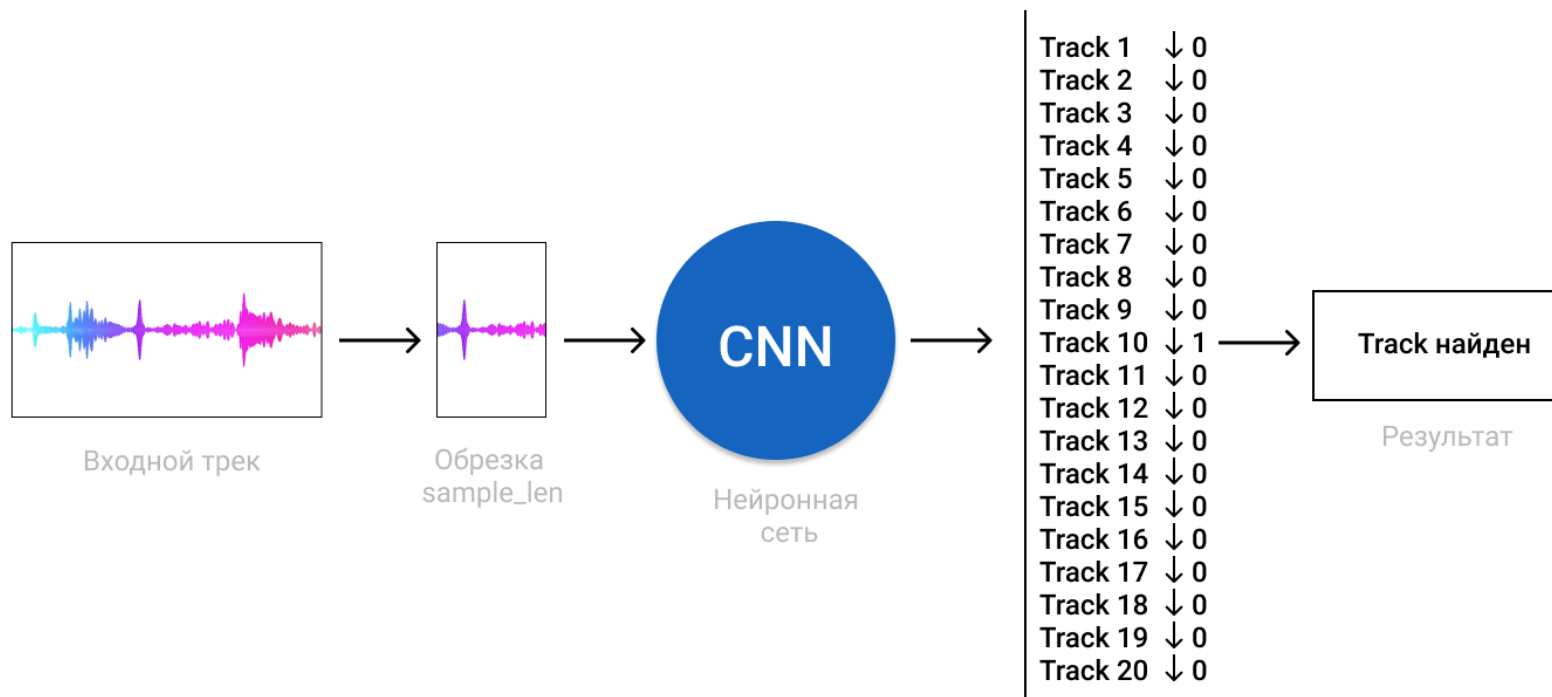 Входной трек
Обрезка
sample_len
CNN
Нейронная
сеть
Track 1 ↓ 0
Track 2 ↓ 0
Track 3 ↓ 0
Track 4 ↓ 0
Track 5 ↓ 0
Track 6 ↓ 0
Track 7 ↓ 0
Track 8 ↓ 0
Track 9 ↓ 0
Track 10 ↓ 1
Track 11 ↓ 0
Track 12 ↓ 0
Track 13 ↓ 0
Track 14 ↓ 0
Track 15 ↓ 0
Track 16 ↓ 0
Track 17 ↓ 0
Track 18 ↓ 0
Track 19 ↓ 0
Track 20 ↓ 0
Track найден
Результат